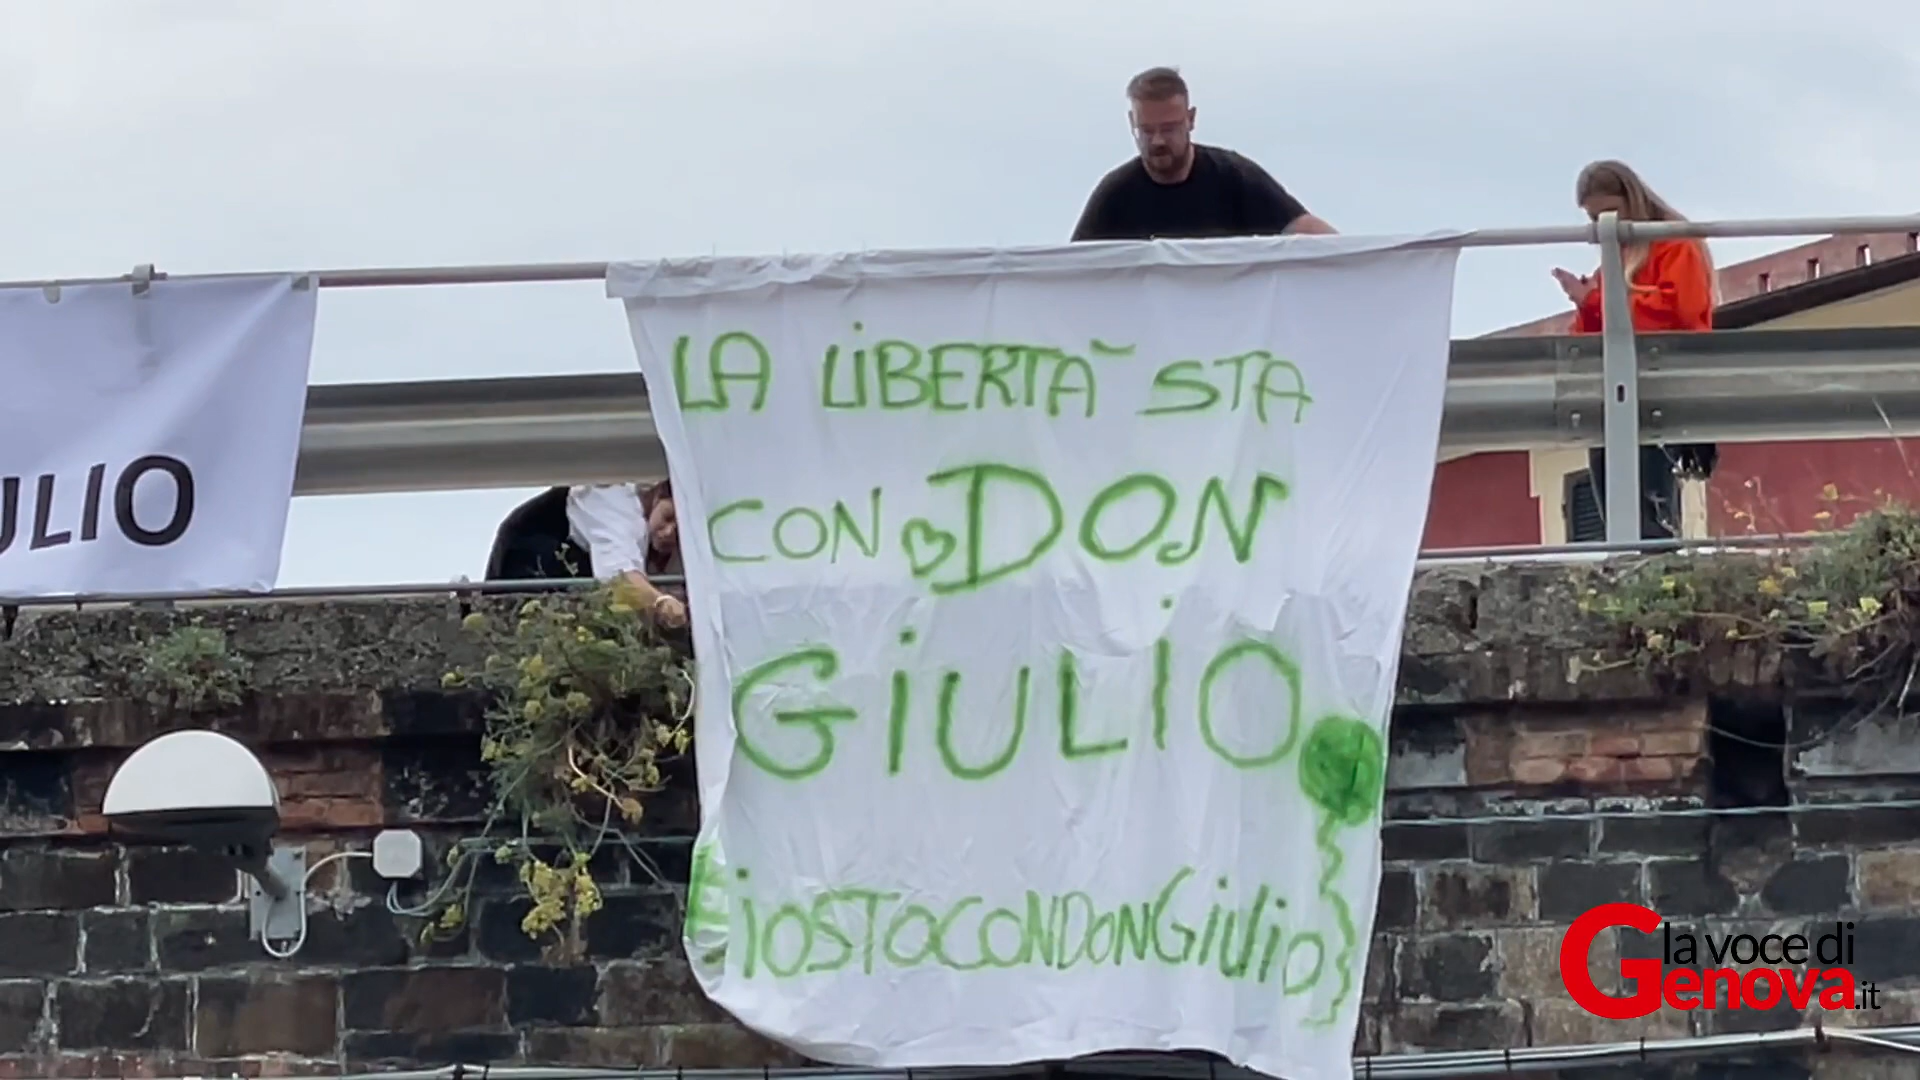 LA LIBERTÀ STA
CON DON
GIULIO
#IOSTOCONDONGIULIO
ULIO
la voce di
Genova.it